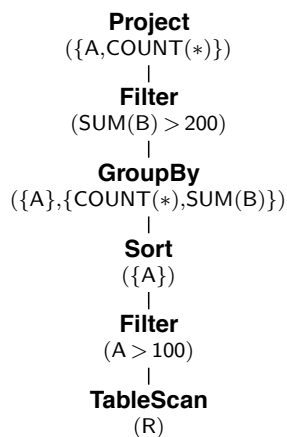 Project
({A,COUNT(∗)})
Filter
(SUM(B) > 200)
GroupBy
({A},{COUNT(∗),SUM(B)})
Sort
({A})
Filter
(A > 100)
TableScan
(R)